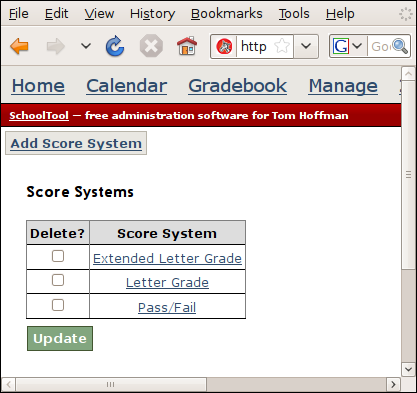 File Edit View History Bookmarks Tools Help
http G Goo
Home Calendar Gradebook Manage
SchoolTool — free administration software for Tom Hoffman
Add Score System
Score Systems
Delete? Score System
Extended Letter Grade
Letter Grade
Pass/Fail
Update